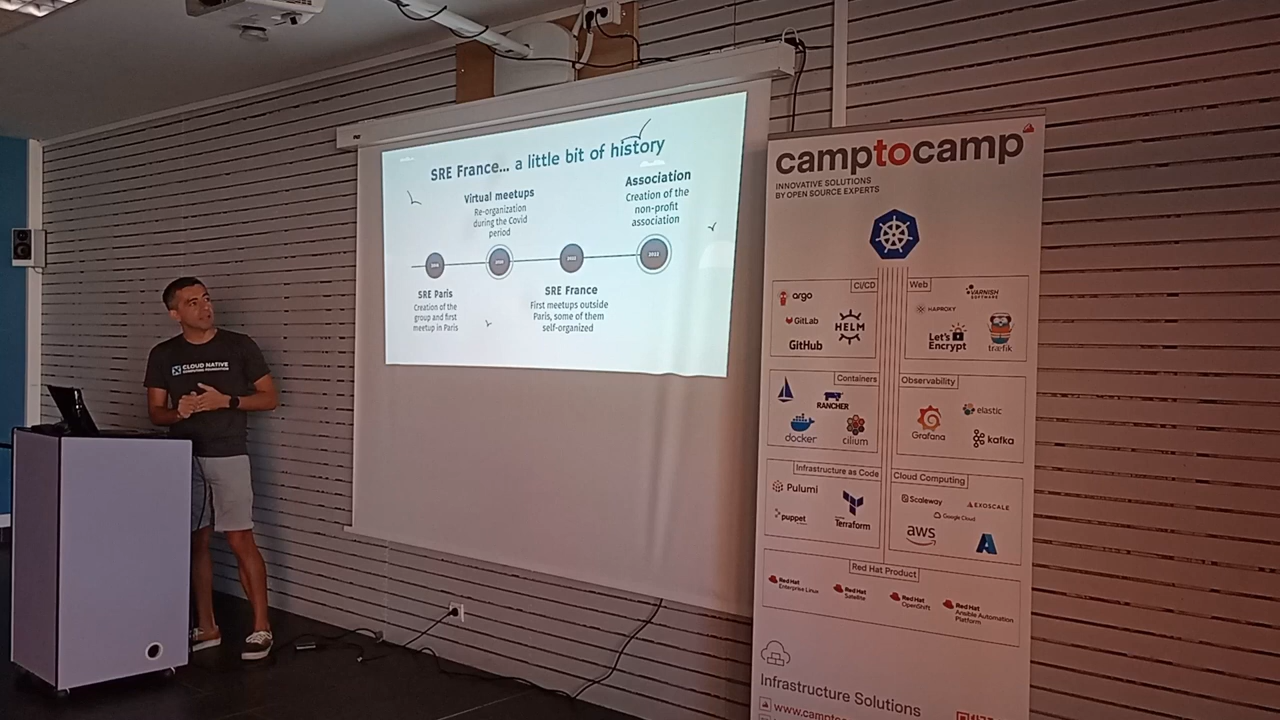 SRE France... a little bit of history
Virtual meetups
Re-organization
during the Covid
period
Association
Creation of the
non-profit
association
SRE Paris
Creation of the
group and first
meetup in Paris
SRE France
First meetups outside
Paris, some of them
self-organized
CLOUD NATIVE
COMPUTING FOUNDATION
camptocamp
INNOVATIVE SOLUTIONS
BY OPEN SOURCE EXPERTS
CI/CD
argo
GitLab
HELM
GitHub
Web
VARNISH
SOFTWARE
HAPROXY
Let's
Encrypt
træfik
Containers
RANCHER
docker
cilium
Observability
elastic
Grafana
kafka
Infrastructure as Code
Pulumi
puppet
Terraform
Cloud Computing
Scaleway
EXOSCALE
Google Cloud
aws
Red Hat Product
Red Hat
Enterprise Linux
Red Hat
Satellite
Red Hat
OpenShift
Red Hat
Ansible Automation
Platform
Infrastructure Solutions